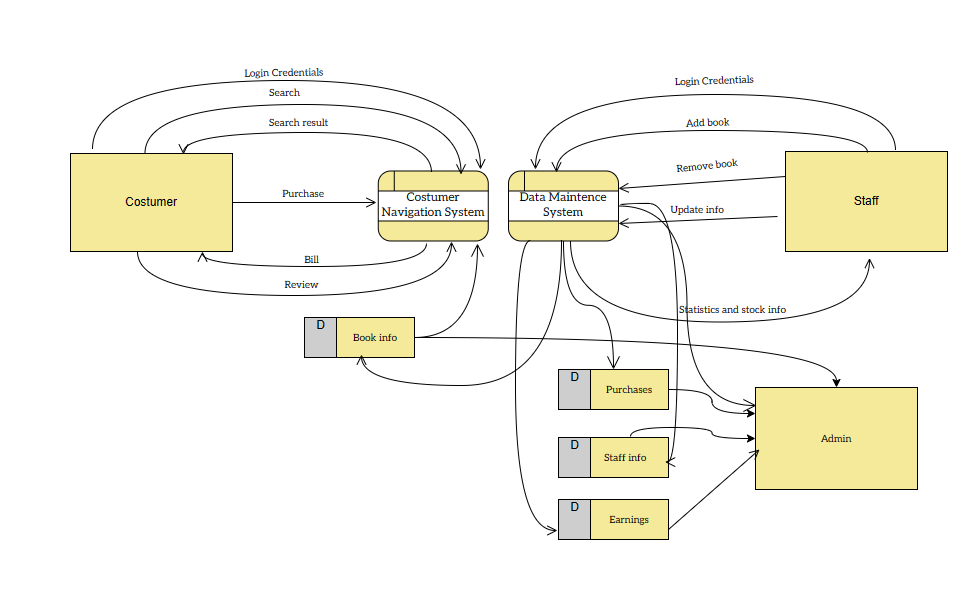 Login Credentials
Search
Search result
Costumer
Purchase
Costumer
Navigation System
Bill
Review
Login Credentials
Add book
Remove book
Data Maintence
System
Update info
Staff
Statistics and stock info
D
Book info
D
Purchases
D
Staff info
D
Earnings
Admin